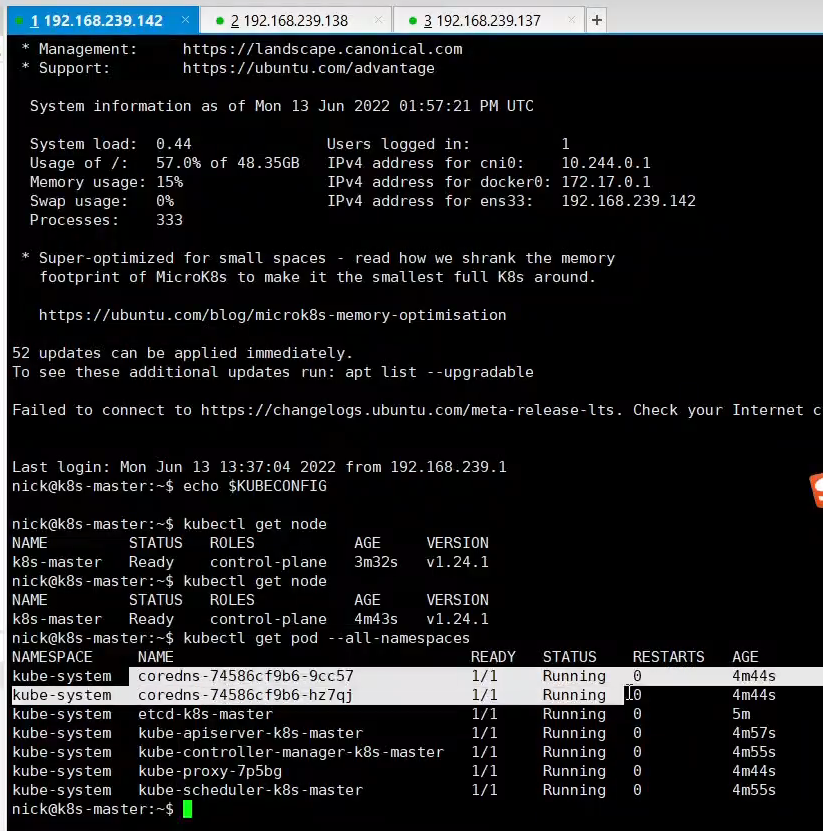 1 192.168.239.142 × 2 192.168.239.138 × 3 192.168.239.137 × +
* Management: https://landscape.canonical.com
* Support: https://ubuntu.com/advantage
System information as of Mon 13 Jun 2022 01:57:21 PM UTC
System load: 0.44 Users logged in: 1
Usage of /: 57.0% of 48.35GB IPv4 address for cni0: 10.244.0.1
Memory usage: 15% IPv4 address for docker0: 172.17.0.1
Swap usage: 0% IPv4 address for ens33: 192.168.239.142
Processes: 333
* Super-optimized for small spaces - read how we shrank the memory
footprint of MicroK8s to make it the smallest full K8s around.
https://ubuntu.com/blog/microk8s-memory-optimisation
52 updates can be applied immediately.
To see these additional updates run: apt list --upgradable
Failed to connect to https://changelogs.ubuntu.com/meta-release-lts. Check your Internet c
Last login: Mon Jun 13 13:37:04 2022 from 192.168.239.1
nick@k8s-master:~$ echo $KUBECONFIG
nick@k8s-master:~$ kubectl get node
NAME STATUS ROLES AGE VERSION
k8s-master Ready control-plane 3m32s v1.24.1
nick@k8s-master:~$ kubectl get node
NAME STATUS ROLES AGE VERSION
k8s-master Ready control-plane 4m43s v1.24.1
nick@k8s-master:~$ kubectl get pod --all-namespaces
NAMESPACE NAME READY STATUS RESTARTS AGE
kube-system coredns-74586cf9b6-9cc57 1/1 Running 0 4m44s
kube-system coredns-74586cf9b6-hz7qj 1/1 Running 0 4m44s
kube-system etcd-k8s-master 1/1 Running 0 5m
kube-system kube-apiserver-k8s-master 1/1 Running 0 4m57s
kube-system kube-controller-manager-k8s-master 1/1 Running 0 4m55s
kube-system kube-proxy-7p5bg 1/1 Running 0 4m44s
kube-system kube-scheduler-k8s-master 1/1 Running 0 4m55s
nick@k8s-master:~$